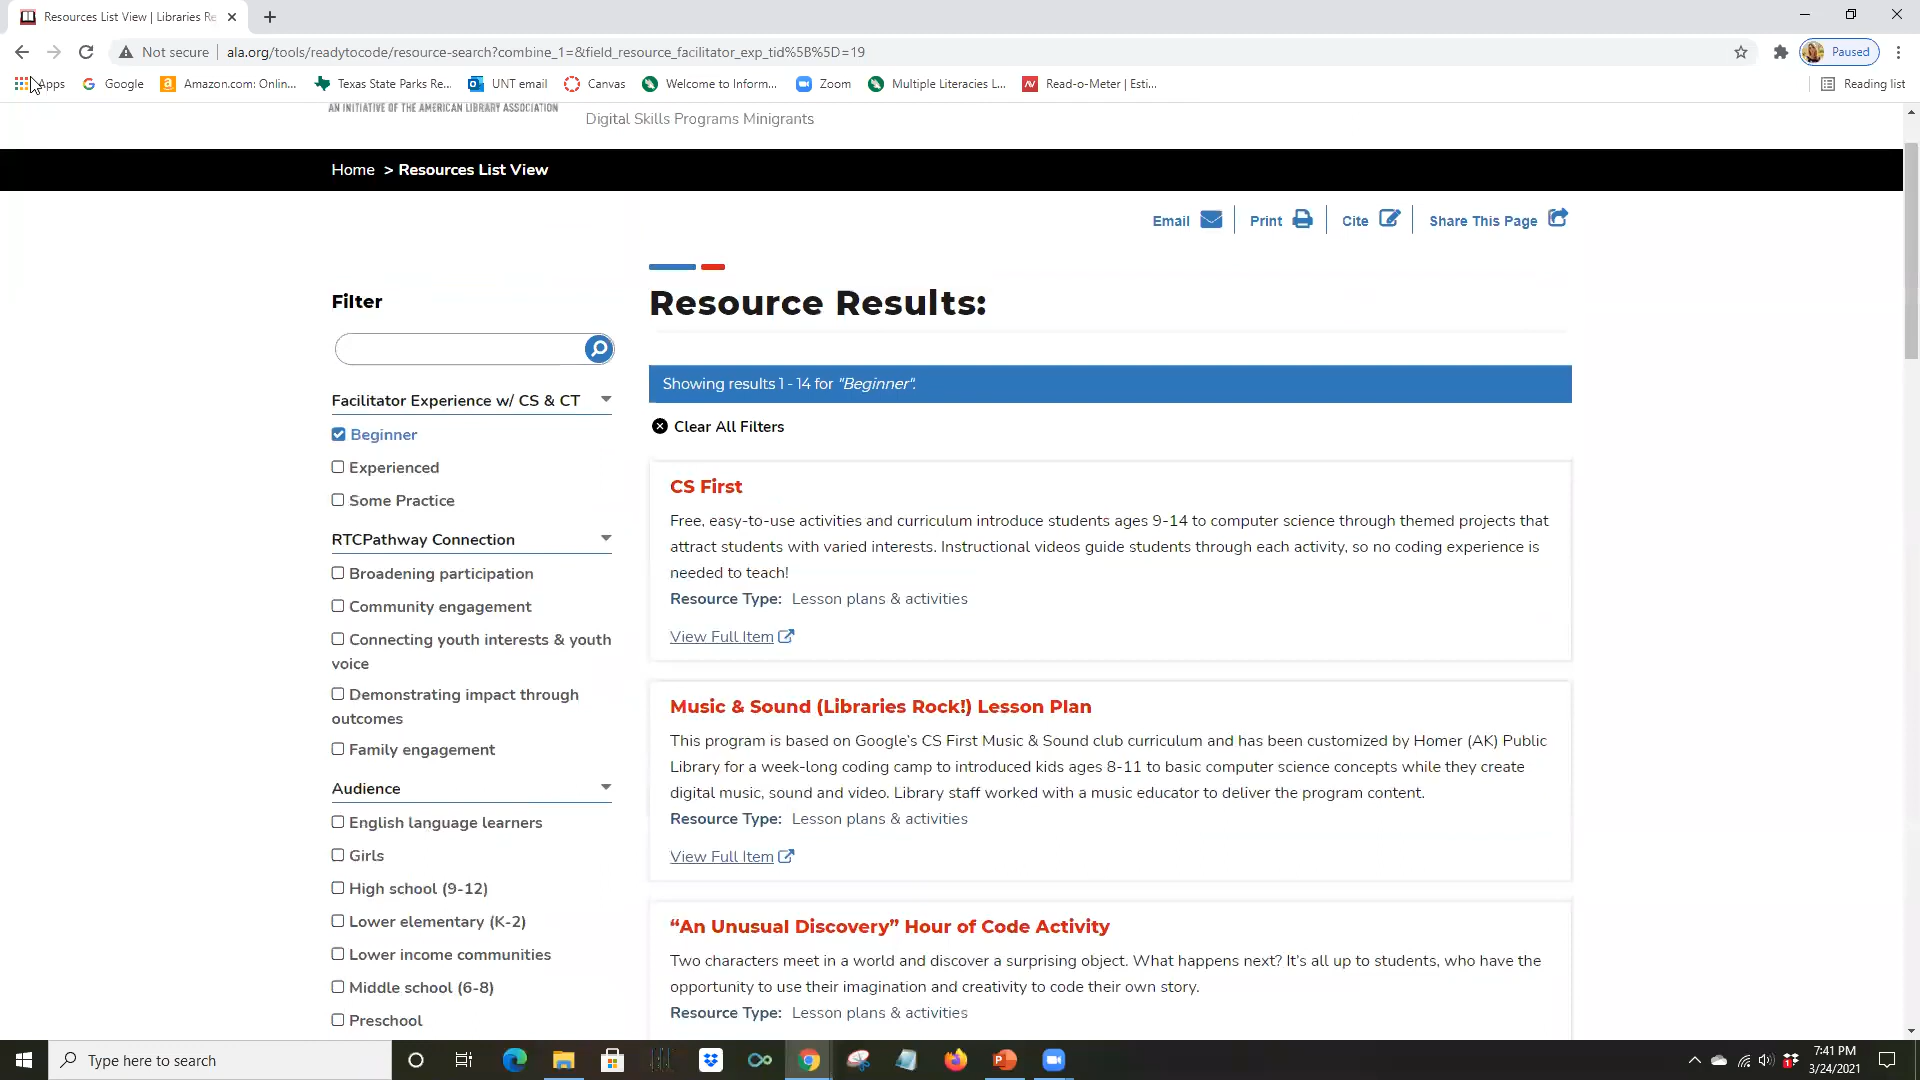 Resources List View | Libraries Re
Not secure | ala.org/tools/readytocode/resource-search?combine_1=&field_resource_facilitator_exp_tid%5B%5D=19
Paused
Apps Google Amazon.com: Onlin... Texas State Parks Re... UNT email Canvas Welcome to Inform... Zoom Multiple Literacies L... Read-o-Meter | Esti... Reading list
AN INITIATIVE OF THE AMERICAN LIBRARY ASSOCIATION
Digital Skills Programs Minigrants
Home > Resources List View
Email Print Cite Share This Page
Filter
Facilitator Experience w/ CS & CT
Beginner
Experienced
Some Practice
RTCPathway Connection
Broadening participation
Community engagement
Connecting youth interests & youth
voice
Demonstrating impact through
outcomes
Family engagement
Audience
English language learners
Girls
High school (9-12)
Lower elementary (K-2)
Lower income communities
Middle school (6-8)
Preschool
Resource Results:
Showing results 1 - 14 for "Beginner".
Clear All Filters
CS First
Free, easy-to-use activities and curriculum introduce students ages 9-14 to computer science through themed projects that
attract students with varied interests. Instructional videos guide students through each activity, so no coding experience is
needed to teach!
Resource Type: Lesson plans & activities
View Full Item
Music & Sound (Libraries Rock!) Lesson Plan
This program is based on Google's CS First Music & Sound club curriculum and has been customized by Homer (AK) Public
Library for a week-long coding camp to introduced kids ages 8-11 to basic computer science concepts while they create
digital music, sound and video. Library staff worked with a music educator to deliver the program content.
Resource Type: Lesson plans & activities
View Full Item
“An Unusual Discovery” Hour of Code Activity
Two characters meet in a world and discover a surprising object. What happens next? It's all up to students, who have the
opportunity to use their imagination and creativity to code their own story.
Resource Type: Lesson plans & activities
Type here to search
7:41 PM
3/24/2021